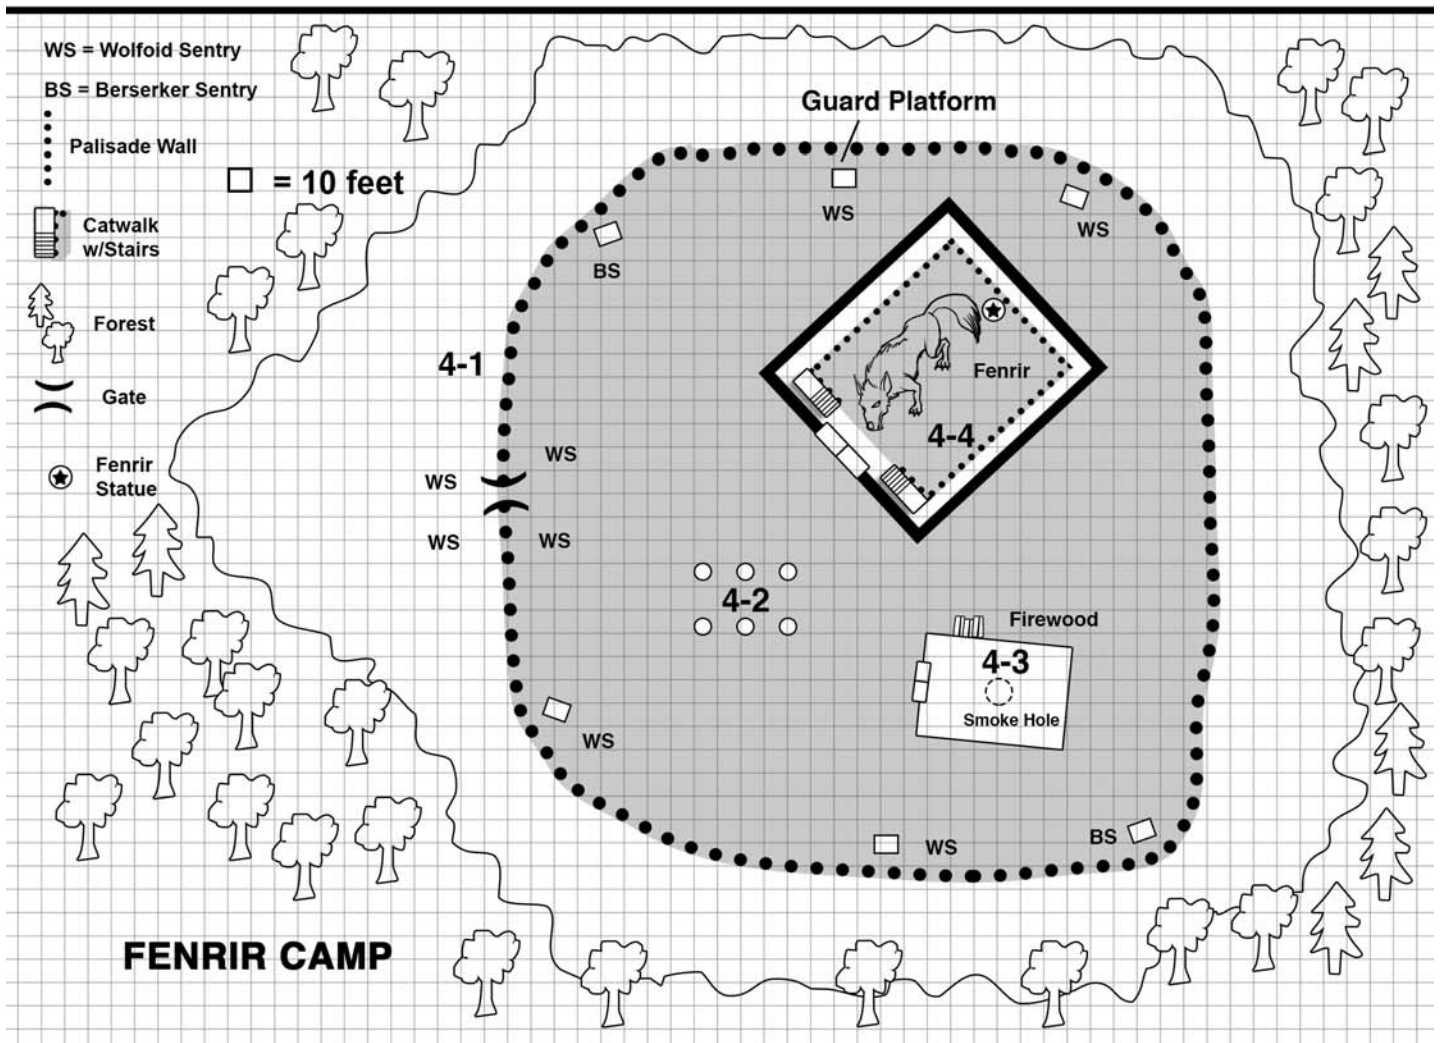 WS = Wolfoid Sentry
BS = Berserker Sentry
Palisade Wall
= 10 feet
Catwalk
w/Stairs
Forest
Gate
Fenrir
Statue
Guard Platform
WS
WS
BS
4-1
Fenrir
4-4
WS
WS
WS
WS
4-2
Firewood
4-3
Smoke Hole
WS
WS
BS
FENRIR CAMP